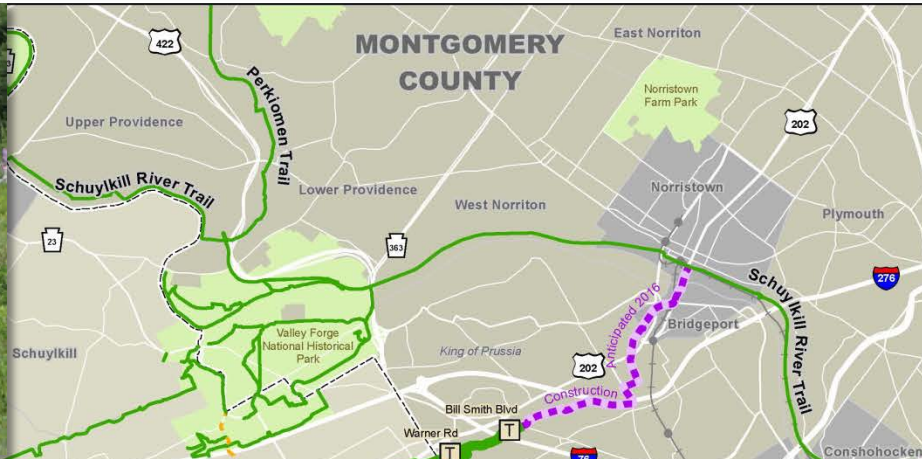 422
MONTGOMERY
COUNTY
East Norriton
Norristown
Farm Park
202
Perkiomen Trail
Upper Providence
Schuylkill River Trail
Lower Providence
Norristown
West Norriton
Plymouth
23
363
276
Schuylkill River Trail
Anticipated 2016
Bridgeport
Valley Forge
National Historical
Park
Schuylkill
King of Prussia
202
Construction
Bill Smith Blvd
T
Warner Rd
T
76
Conshohocken